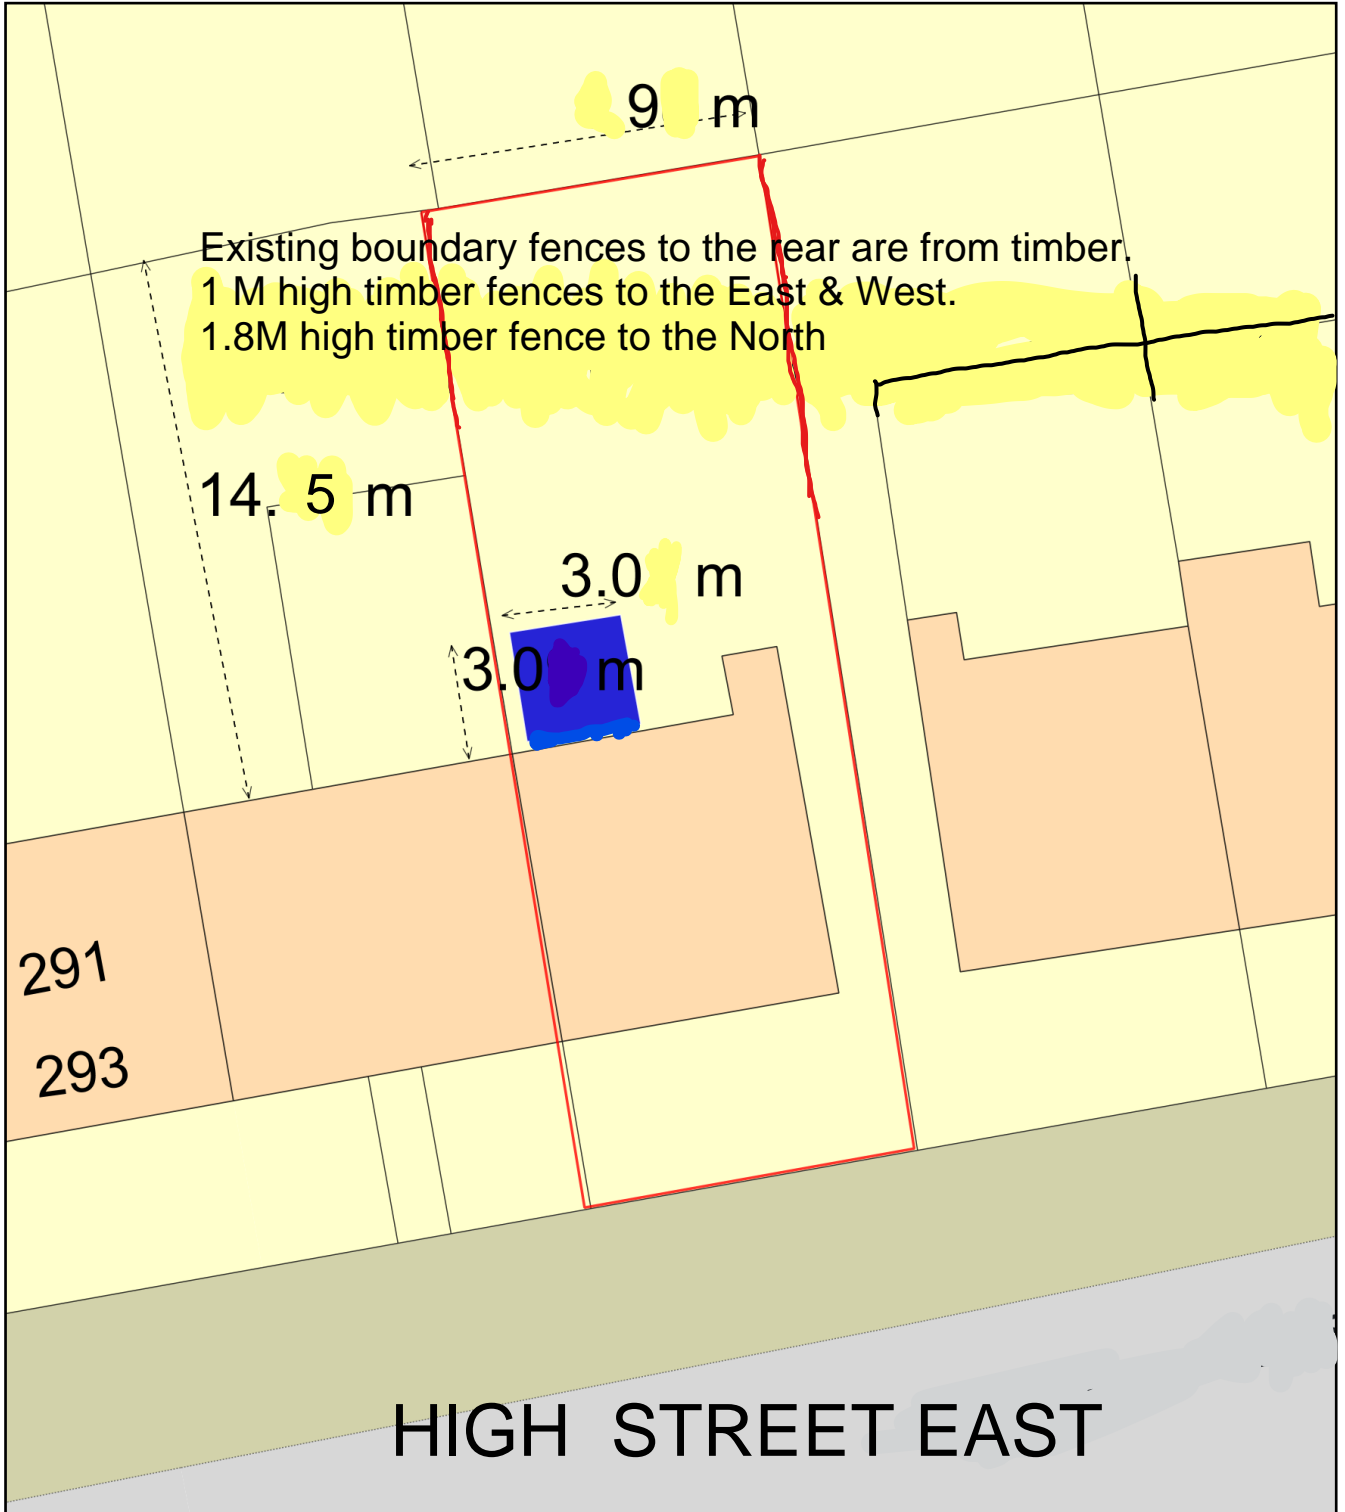 9 m
Existing boundary fences to the rear are from timber.
1 M high timber fences to the East & West.
1.8M high timber fence to the North
14. 5 m
3.0 m
3.0 m
291
293
HIGH STREET EAST